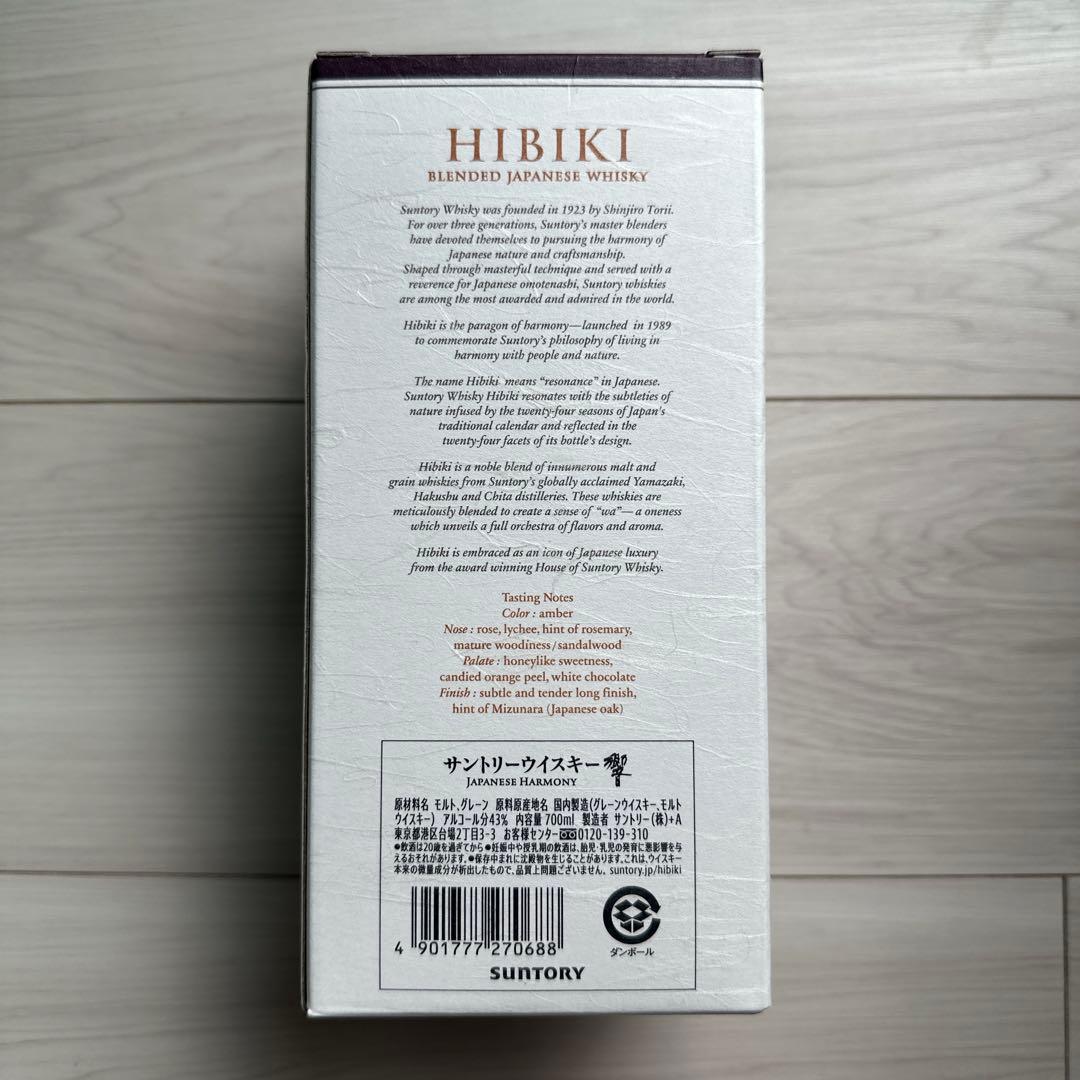 HIBIKI
BLENDED JAPANESE WHISKY
Suntory Whisky was founded in 1923 by Shinjiro Torii.
For over three generations, Suntory's master blenders
have devoted themselves to pursuing the harmony of
Japanese nature and craftsmanship.
Shaped through masterful technique and served with a
reverence for Japanese omotenashi, Suntory whiskies
are among the most awarded and admired in the world.
Hibiki is the paragon of harmony—launched in 1989
to commemorate Suntory's philosophy of living in
harmony with people and nature.
The name Hibiki means "resonance" in Japanese.
Suntory Whisky Hibiki resonates with the subtleties of
nature infused by the twenty-four seasons of Japan's
traditional calendar and reflected in the
twenty-four facets of its bottle's design.
Hibiki is a noble blend of innumerous malt and
grain whiskies from Suntory's globally acclaimed Yamazaki,
Hakushu and Chita distilleries. These whiskies are
meticulously blended to create a sense of "wa"— a oneness
which unveils a full orchestra of flavors and aroma.
Hibiki is embraced as an icon of Japanese luxury
from the award winning House of Suntory Whisky.
Tasting Notes
Color : amber
Nose : rose, lychee, hint of rosemary,
mature woodiness/sandalwood
Palate : honeylike sweetness,
candied orange peel, white chocolate
Finish : subtle and tender long finish,
hint of Mizunara (Japanese oak)
サントリーウイスキー響
JAPANESE HARMONY
原材料名 モルト、グレーン 原料原産地名 国内製造(グレーンウイスキー、モルト
ウイスキー) アルコール分43% 内容量 700ml 製造者 サントリー(株)+A
東京都港区台場2丁目3-3 お客様センター 0120-139-310
●飲酒は20歳を過ぎてから●妊娠中や授乳期の飲酒は、胎児・乳児の発育に悪影響を与
えるおそれがあります。●保存中まれに沈殿物を生じることがあります。これは、ウイスキー
本来の微量成分が析出したもので、品質上問題ございません。suntory.jp/hibiki
4 901777 270688
ダンボール
SUNTORY